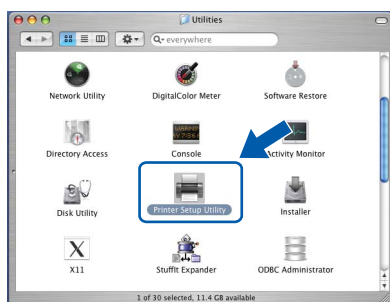 Utilities
everywhere
Network Utility
DigitalColor Meter
Software Restore
Directory Access
Console
Activity Monitor
Disk Utility
Printer Setup Utility
Installer
X11
StuffIt Expander
ODBC Administrator
1 of 30 selected, 11.4 GB available